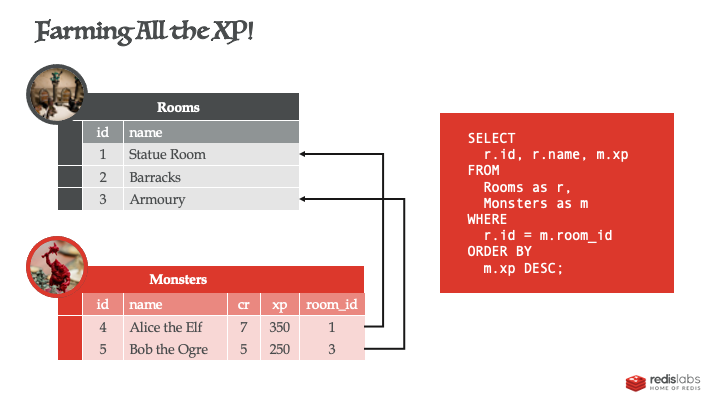 Farming All the XP!
Rooms
id name
1 Statue Room
2 Barracks
3 Armoury
Monsters
id name cr xp room_id
4 Alice the Elf 7 350 1
5 Bob the Ogre 5 250 3
SELECT
r.id, r.name, m.xp
FROM
Rooms as r,
Monsters as m
WHERE
r.id = m.room_id
ORDER BY
m.xp DESC;
redislabs
HOME OF REDIS